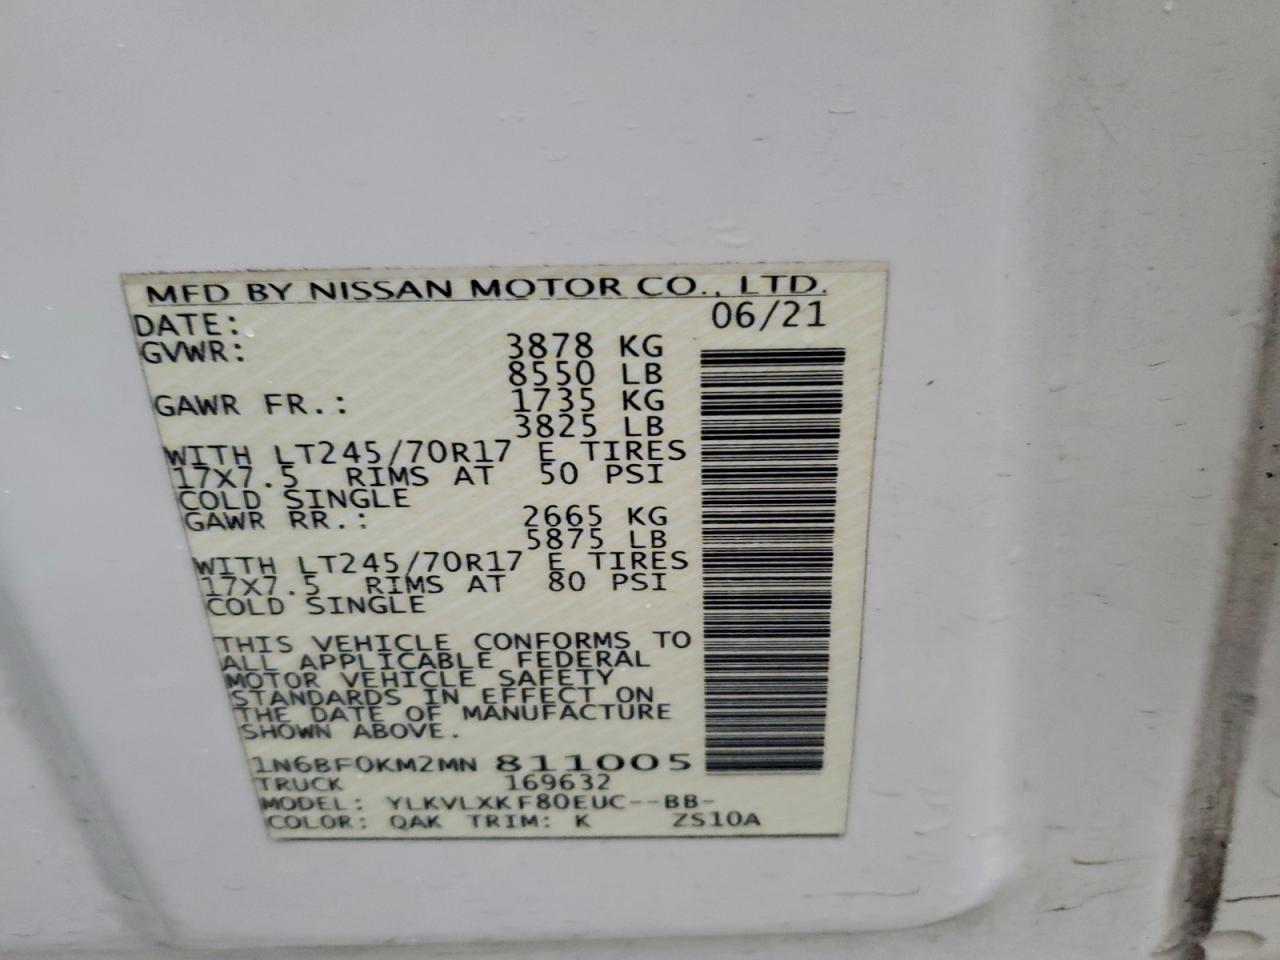 MFD BY NISSAN MOTOR CO., LTD.
DATE: 06/21
GVWR: 3878 KG
8550 LB
GAWR FR.: 1735 KG
3825 LB
WITH LT245/70R17 E TIRES
17X7.5 RIMS AT 50 PSI
COLD SINGLE
GAWR RR.: 2665 KG
5875 LB
WITH LT245/70R17 E TIRES
17X7.5 RIMS AT 80 PSI
COLD SINGLE
THIS VEHICLE CONFORMS TO
ALL APPLICABLE FEDERAL
MOTOR VEHICLE SAFETY
STANDARDS IN EFFECT ON
THE DATE OF MANUFACTURE
SHOWN ABOVE.
1N6BF0KM2MN 811005
TRUCK 169632
MODEL: YLKVLXKF80EUC--BB-
COLOR: QAK TRIM: K ZS10A